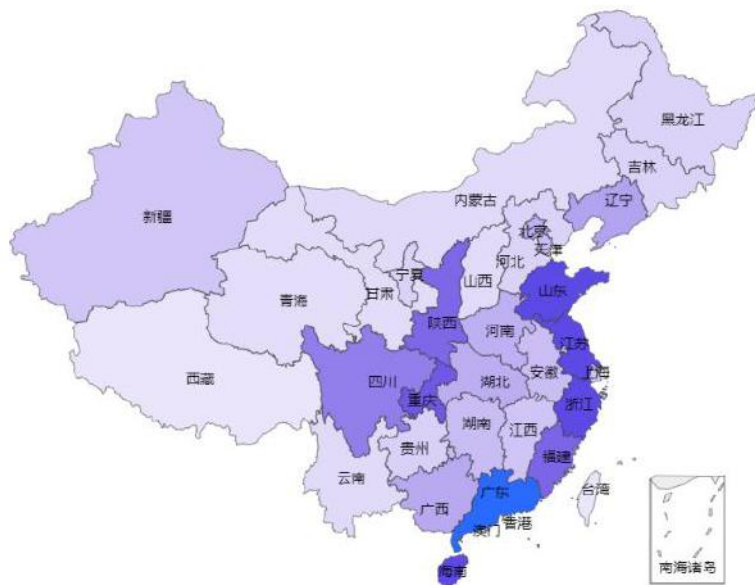 黑龙江
吉林
辽宁
内蒙古
新疆
北京
天津
河北
山西
宁夏
甘肃
青海
山东
陕西
河南
江苏
西藏
四川
重庆
湖北
安徽
上海
浙江
湖南
江西
贵州
福建
云南
广西
广东
台湾
香港
澳门
海南
南海诸岛